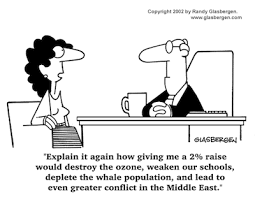 Copyright 2002 by Randy Glasbergen.
www.glasbergen.com
GLASBERGEN
"Explain it again how giving me a 2% raise
would destroy the ozone, weaken our schools,
deplete the whale population, and lead to
even greater conflict in the Middle East."